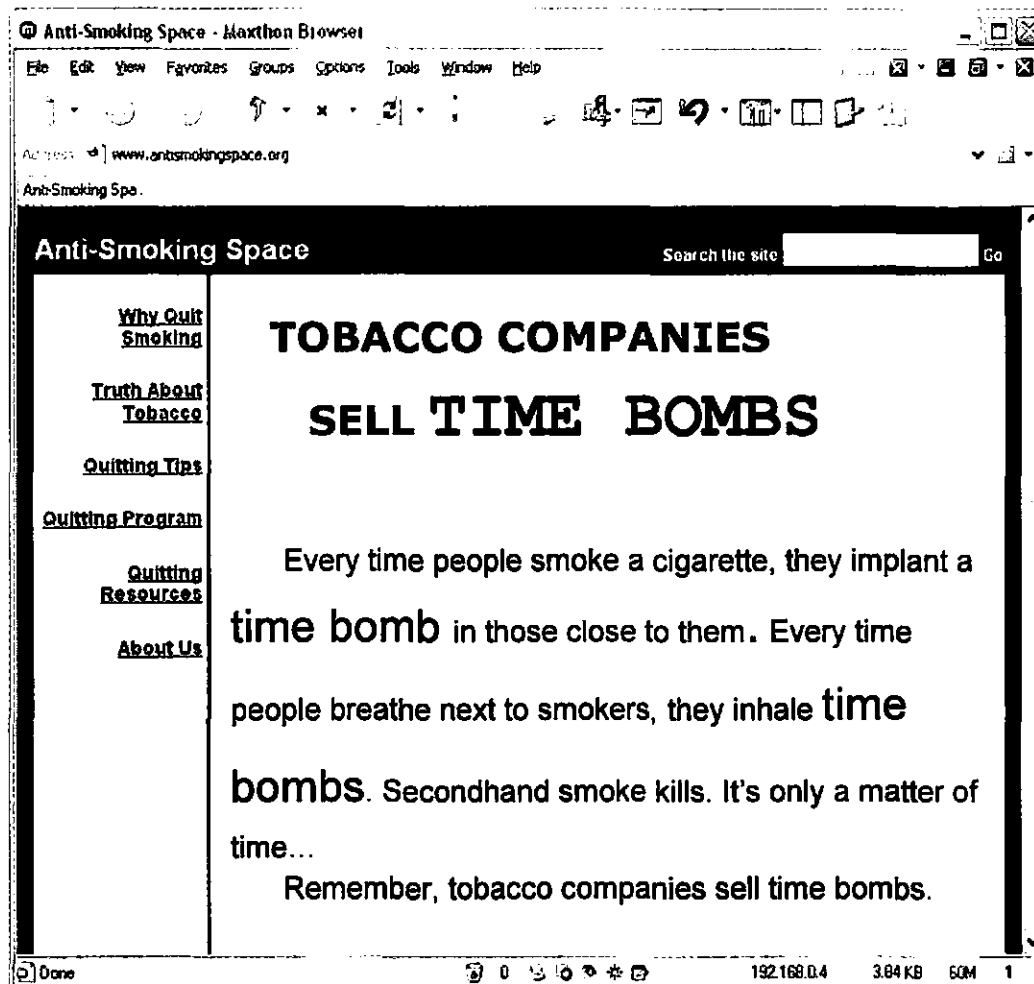 Anti-Smoking Space - Maxthon Browser
File Edit View Favorites Groups Options Tools Window Help
Address www.antismokingspace.org
Anti-Smoking Spa.
Anti-Smoking Space Search the site Go
Why Quit
Smoking
Truth About
Tobacco
Quitting Tips
Quitting Program
Quitting
Resources
About Us
TOBACCO COMPANIES
SELL TIME BOMBS
Every time people smoke a cigarette, they implant a
time bomb in those close to them. Every time
people breathe next to smokers, they inhale time
bombs. Secondhand smoke kills. It's only a matter of
time...
Remember, tobacco companies sell time bombs.
Done 0 192.168.0.4 3.84 KB 60M 1